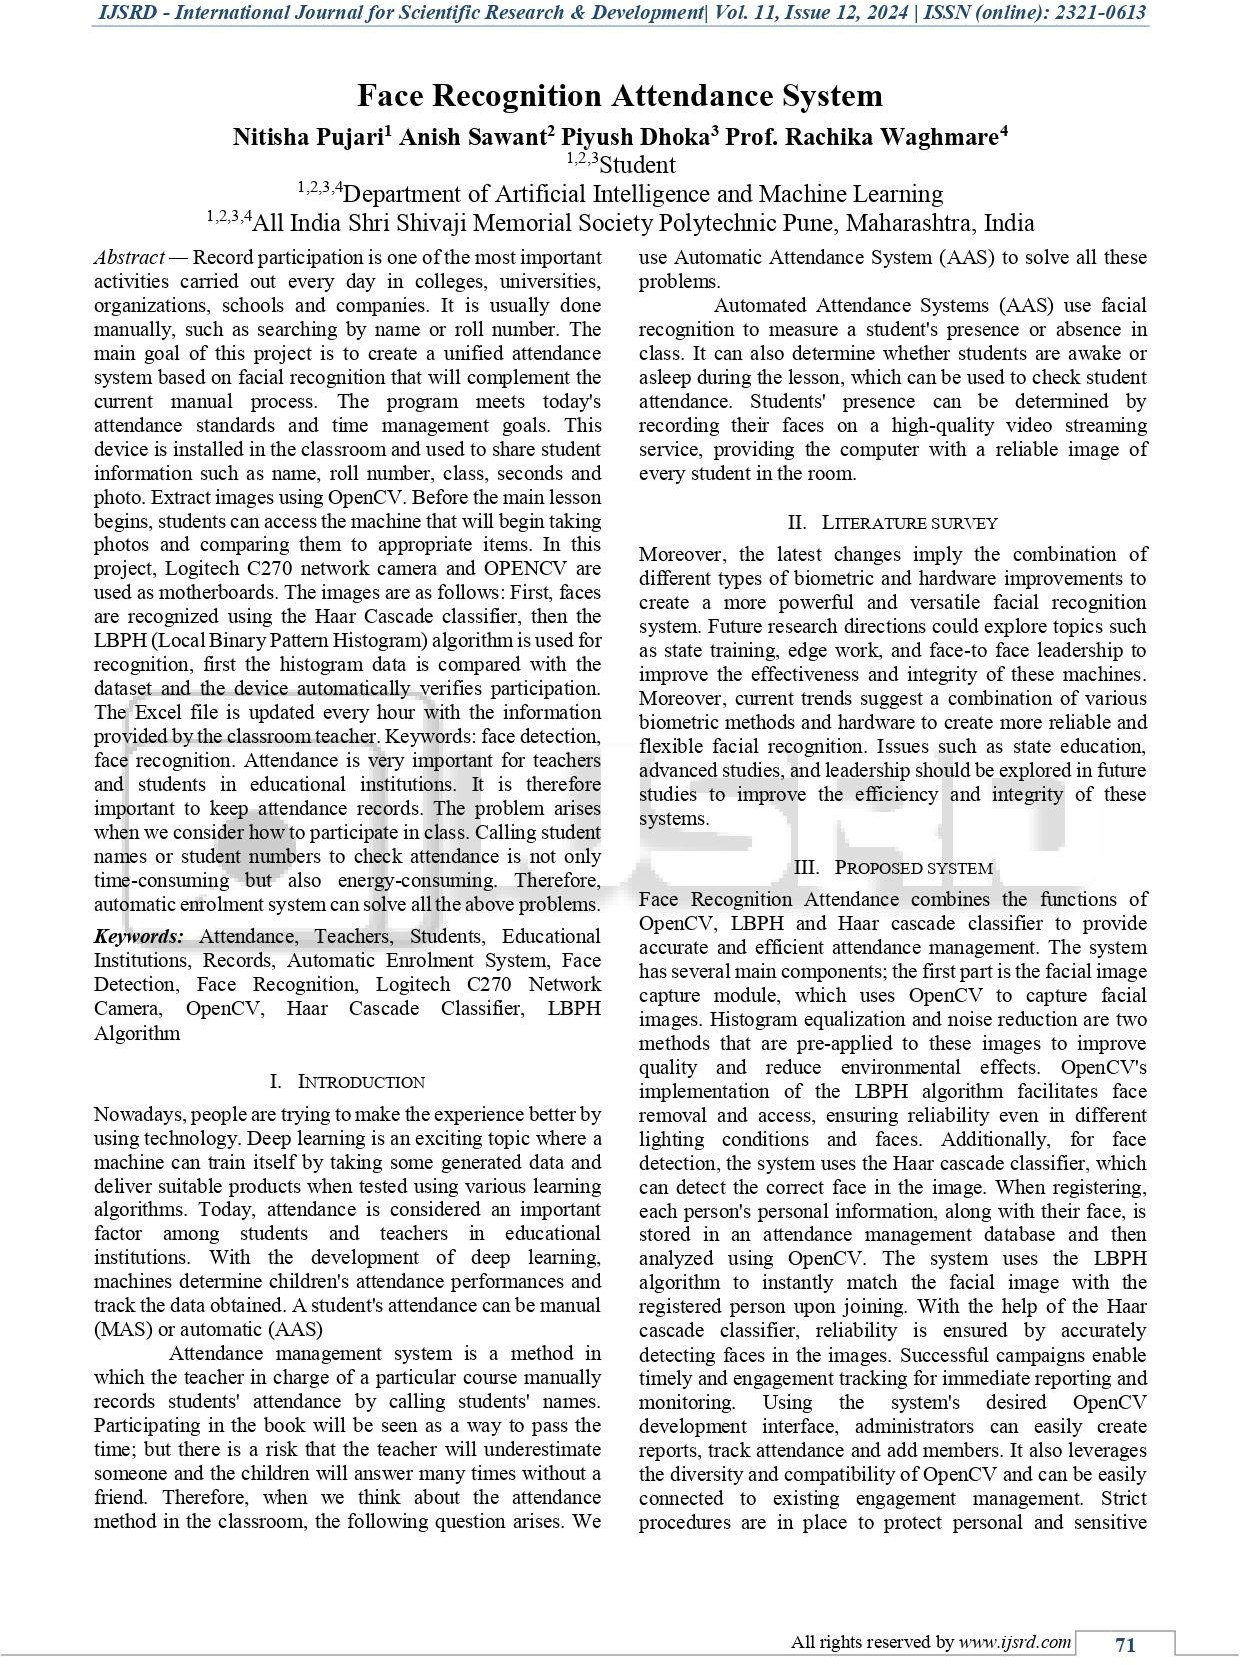 IJSRD - International Journal for Scientific Research & Development| Vol. 11, Issue 12, 2024 | ISSN (online): 2321-0613
Face Recognition Attendance System
Nitisha Pujari1 Anish Sawant2 Piyush Dhoka3 Prof. Rachika Waghmare4
1,2,3Student
1,2,3,4Department of Artificial Intelligence and Machine Learning
1,2,3,4All India Shri Shivaji Memorial Society Polytechnic Pune, Maharashtra, India
Abstract — Record participation is one of the most important
activities carried out every day in colleges, universities,
organizations, schools and companies. It is usually done
manually, such as searching by name or roll number. The
main goal of this project is to create a unified attendance
system based on facial recognition that will complement the
current manual process. The program meets today's
attendance standards and time management goals. This
device is installed in the classroom and used to share student
information such as name, roll number, class, seconds and
photo. Extract images using OpenCV. Before the main lesson
begins, students can access the machine that will begin taking
photos and comparing them to appropriate items. In this
project, Logitech C270 network camera and OPENCV are
used as motherboards. The images are as follows: First, faces
are recognized using the Haar Cascade classifier, then the
LBPH (Local Binary Pattern Histogram) algorithm is used for
recognition, first the histogram data is compared with the
dataset and the device automatically verifies participation.
The Excel file is updated every hour with the information
provided by the classroom teacher. Keywords: face detection,
face recognition. Attendance is very important for teachers
and students in educational institutions. It is therefore
important to keep attendance records. The problem arises
when we consider how to participate in class. Calling student
names or student numbers to check attendance is not only
time-consuming but also energy-consuming. Therefore,
automatic enrolment system can solve all the above problems.
Keywords: Attendance, Teachers, Students, Educational
Institutions, Records, Automatic Enrolment System, Face
Detection, Face Recognition, Logitech C270 Network
Camera, OpenCV, Haar Cascade Classifier, LBPH
Algorithm
I. INTRODUCTION
Nowadays, people are trying to make the experience better by
using technology. Deep learning is an exciting topic where a
machine can train itself by taking some generated data and
deliver suitable products when tested using various learning
algorithms. Today, attendance is considered an important
factor among students and teachers in educational
institutions. With the development of deep learning,
machines determine children's attendance performances and
track the data obtained. A student's attendance can be manual
(MAS) or automatic (AAS)
Attendance management system is a method in
which the teacher in charge of a particular course manually
records students' attendance by calling students' names.
Participating in the book will be seen as a way to pass the
time; but there is a risk that the teacher will underestimate
someone and the children will answer many times without a
friend. Therefore, when we think about the attendance
method in the classroom, the following question arises. We
use Automatic Attendance System (AAS) to solve all these
problems.
Automated Attendance Systems (AAS) use facial
recognition to measure a student's presence or absence in
class. It can also determine whether students are awake or
asleep during the lesson, which can be used to check student
attendance. Students' presence can be determined by
recording their faces on a high-quality video streaming
service, providing the computer with a reliable image of
every student in the room.
II. LITERATURE SURVEY
Moreover, the latest changes imply the combination of
different types of biometric and hardware improvements to
create a more powerful and versatile facial recognition
system. Future research directions could explore topics such
as state training, edge work, and face-to face leadership to
improve the effectiveness and integrity of these machines.
Moreover, current trends suggest a combination of various
biometric methods and hardware to create more reliable and
flexible facial recognition. Issues such as state education,
advanced studies, and leadership should be explored in future
studies to improve the efficiency and integrity of these
systems.
III. PROPOSED SYSTEM
Face Recognition Attendance combines the functions of
OpenCV, LBPH and Haar cascade classifier to provide
accurate and efficient attendance management. The system
has several main components; the first part is the facial image
capture module, which uses OpenCV to capture facial
images. Histogram equalization and noise reduction are two
methods that are pre-applied to these images to improve
quality and reduce environmental effects. OpenCV's
implementation of the LBPH algorithm facilitates face
removal and access, ensuring reliability even in different
lighting conditions and faces. Additionally, for face
detection, the system uses the Haar cascade classifier, which
can detect the correct face in the image. When registering,
each person's personal information, along with their face, is
stored in an attendance management database and then
analyzed using OpenCV. The system uses the LBPH
algorithm to instantly match the facial image with the
registered person upon joining. With the help of the Haar
cascade classifier, reliability is ensured by accurately
detecting faces in the images. Successful campaigns enable
timely and engagement tracking for immediate reporting and
monitoring. Using the system's desired OpenCV
development interface, administrators can easily create
reports, track attendance and add members. It also leverages
the diversity and compatibility of OpenCV and can be easily
connected to existing engagement management. Strict
procedures are in place to protect personal and sensitive
IJSRD
All rights reserved by www.ijsrd.com
71